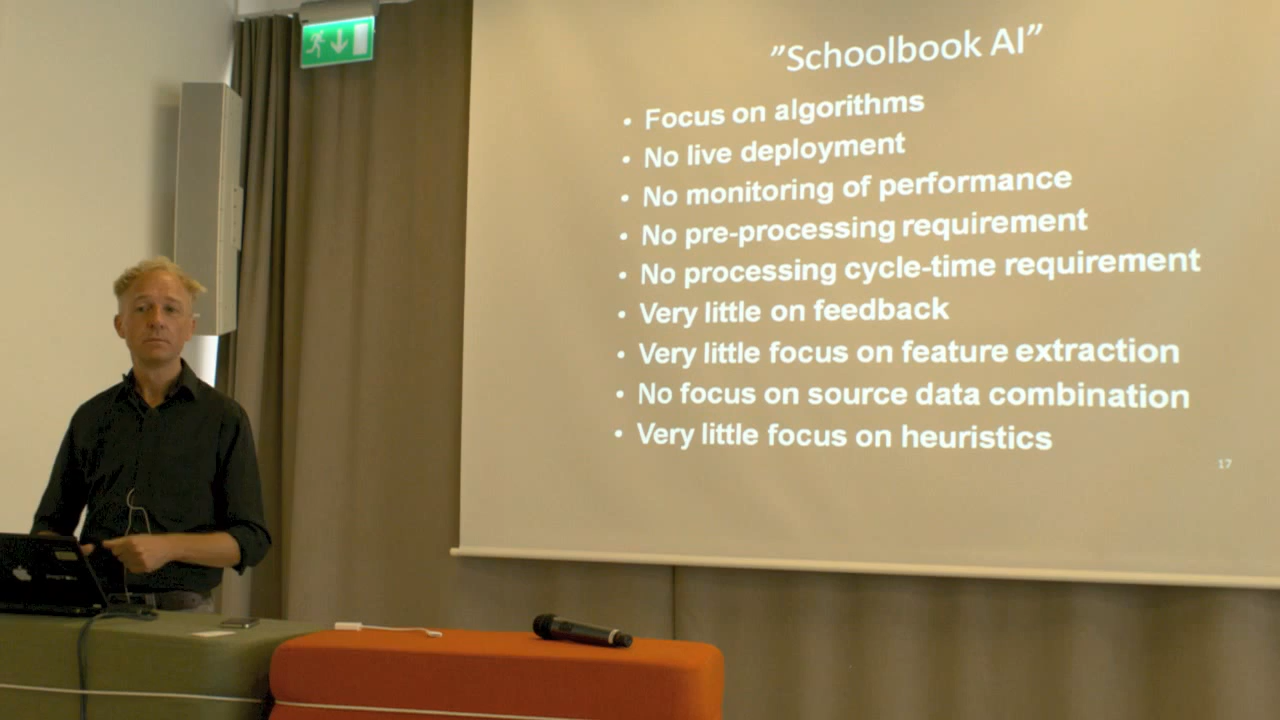 ”Schoolbook AI”
• Focus on algorithms
• No live deployment
• No monitoring of performance
• No pre-processing requirement
• No processing cycle-time requirement
• Very little on feedback
• Very little focus on feature extraction
• No focus on source data combination
• Very little focus on heuristics
17